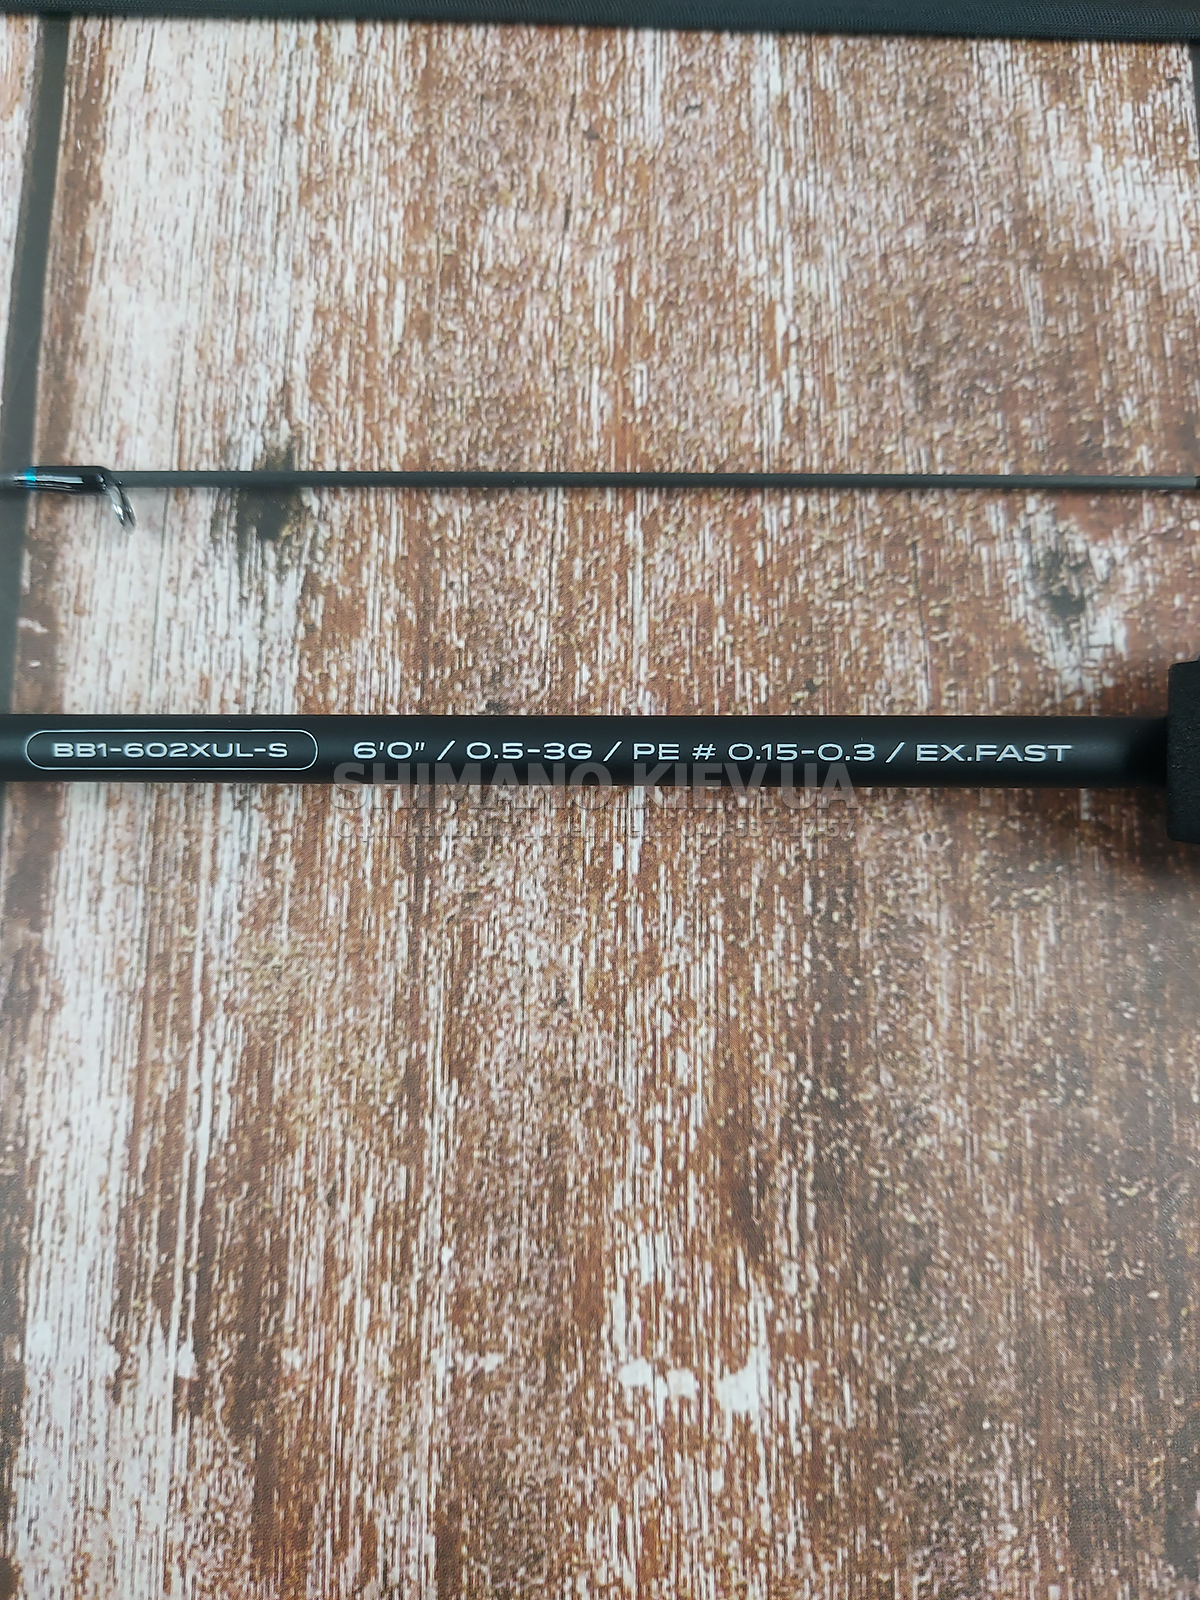 BB1-602XUL-S 6'0" / 0.5-3G / PE # 0.15-0.3 / EX.FAST
SHIMANO.KIEV.UA